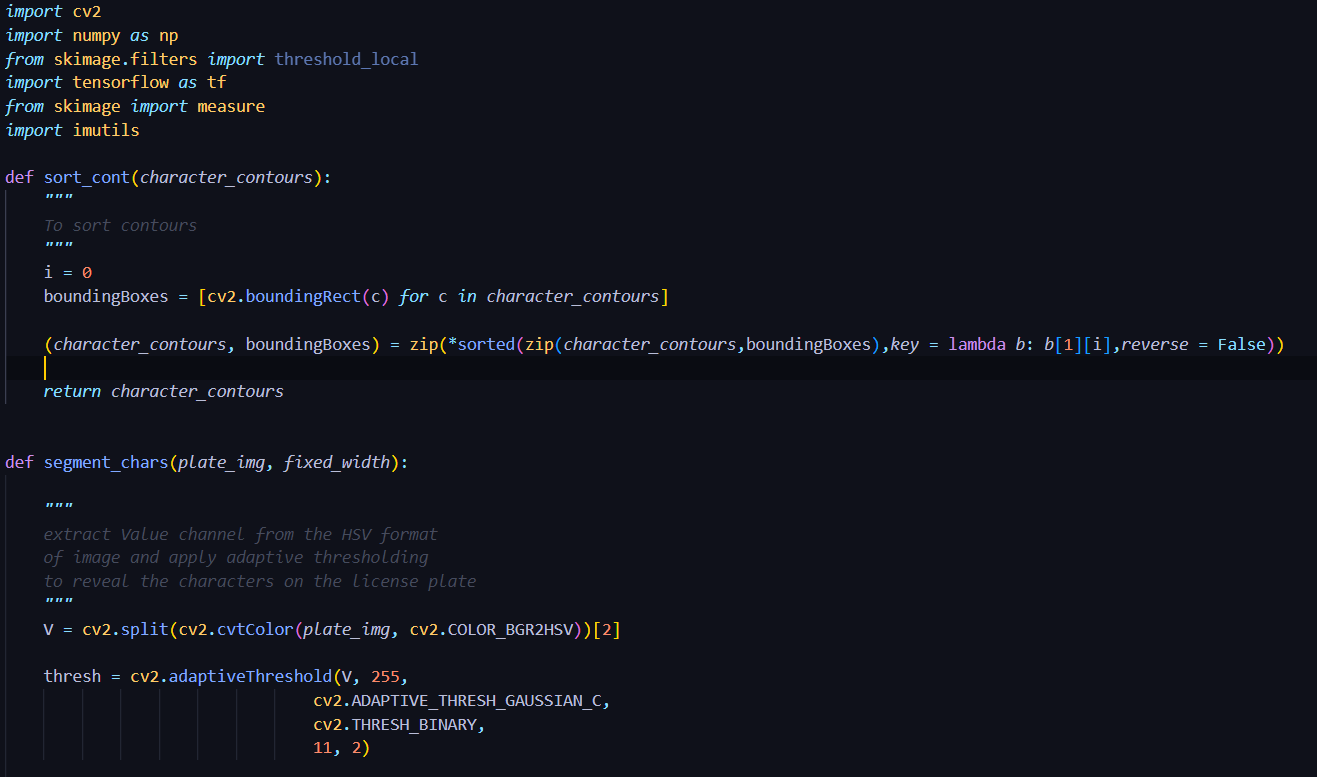 import cv2
import numpy as np
from skimage.filters import threshold_local
import tensorflow as tf
from skimage import measure
import imutils
def sort_cont(character_contours):
"""
To sort contours
"""
i = 0
boundingBoxes = [cv2.boundingRect(c) for c in character_contours]
(character_contours, boundingBoxes) = zip(*sorted(zip(character_contours,boundingBoxes),key = lambda b: b[1][i],reverse = False))
return character_contours
def segment_chars(plate_img, fixed_width):
"""
extract Value channel from the HSV format
of image and apply adaptive thresholding
to reveal the characters on the license plate
"""
V = cv2.split(cv2.cvtColor(plate_img, cv2.COLOR_BGR2HSV))[2]
thresh = cv2.adaptiveThreshold(V, 255,
cv2.ADAPTIVE_THRESH_GAUSSIAN_C,
cv2.THRESH_BINARY,
11, 2)